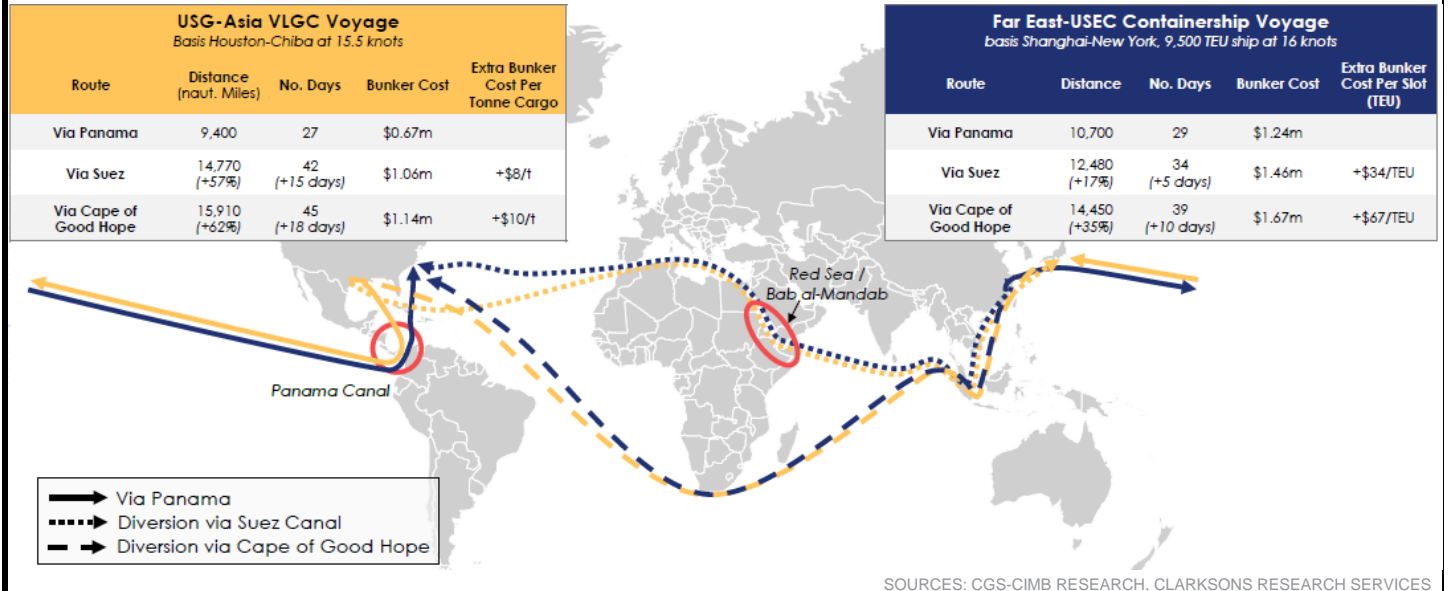 USG-Asia VLGC Voyage
Basis Houston-Chiba at 15.5 knots
Route Distance (naut. Miles) No. Days Bunker Cost Extra Bunker Cost Per Tonne Cargo
Via Panama 9,400 27 $0.67m
Via Suez 14,770 (+57%) 42 (+15 days) $1.06m +$8/t
Via Cape of Good Hope 15,910 (+62%) 45 (+18 days) $1.14m +$10/t
Far East-USEC Containership Voyage
basis Shanghai-New York, 9,500 TEU ship at 16 knots
Route Distance No. Days Bunker Cost Extra Bunker Cost Per Slot (TEU)
Via Panama 10,700 29 $1.24m
Via Suez 12,480 (+17%) 34 (+5 days) $1.46m +$34/TEU
Via Cape of Good Hope 14,450 (+35%) 39 (+10 days) $1.67m +$67/TEU
Red Sea /
Bab al-Mandab
Panama Canal
Via Panama
Diversion via Suez Canal
Diversion via Cape of Good Hope
SOURCES: CGS-CIMB RESEARCH, CLARKSONS RESEARCH SERVICES